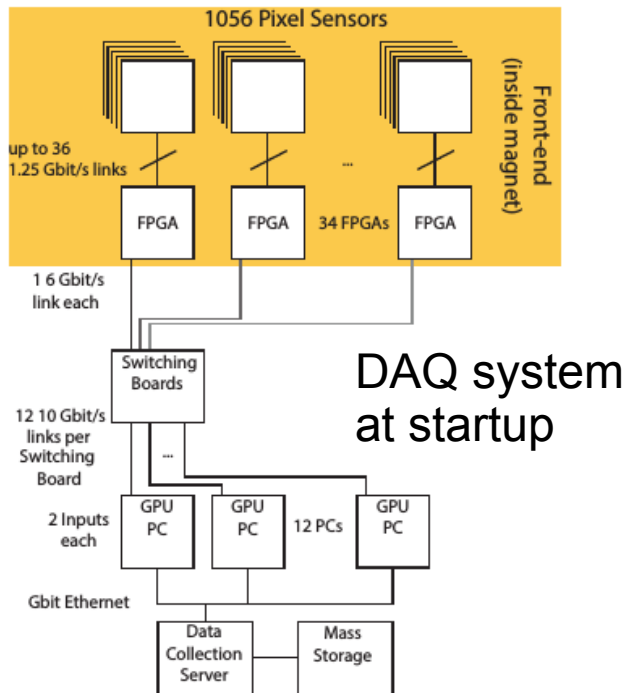 1056 Pixel Sensors
Front-end
(inside magnet)
up to 36
1.25 Gbit/s links
...
FPGA
FPGA
34 FPGAs
FPGA
1 6 Gbit/s
link each
Switching
Boards
DAQ system
at startup
12 10 Gbit/s
links per
Switching
Board
...
2 Inputs
each
GPU
PC
GPU
PC
12 PCs
GPU
PC
Gbit Ethernet
Data
Collection
Server
Mass
Storage